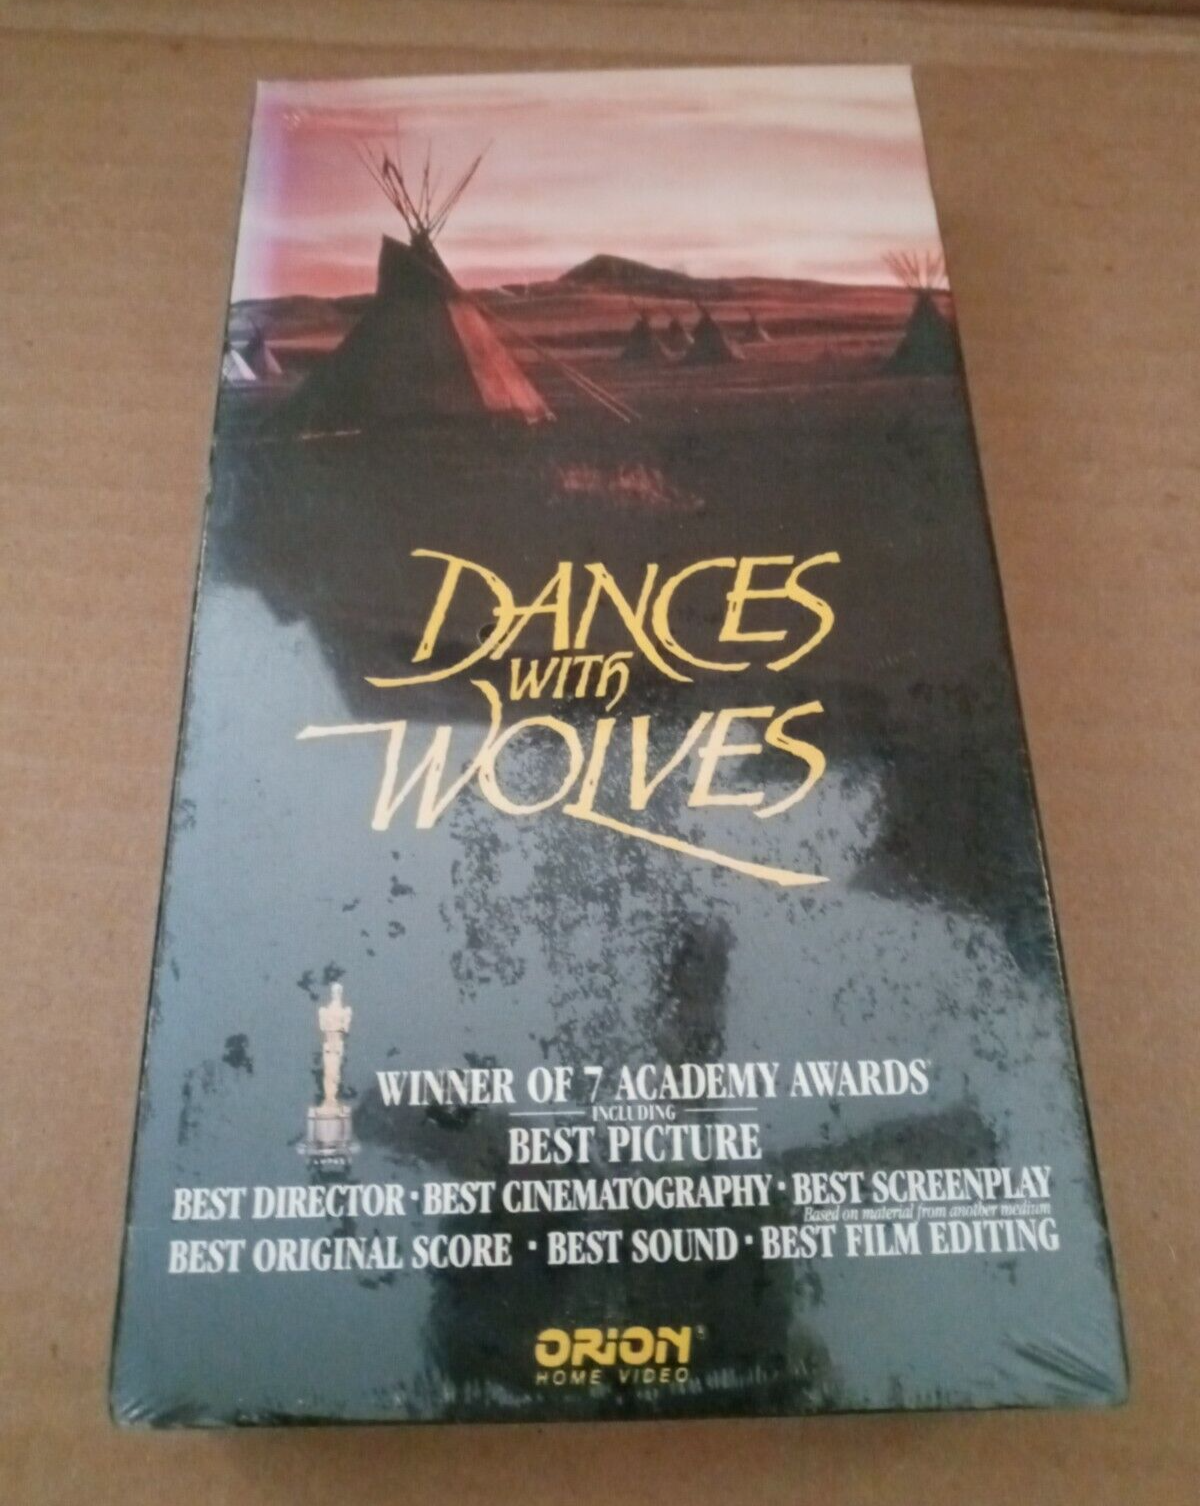 DANCES
WITH
WOLVES
WINNER OF 7 ACADEMY AWARDS®
INCLUDING
BEST PICTURE
BEST DIRECTOR · BEST CINEMATOGRAPHY · BEST SCREENPLAY
Based on material from another medium
BEST ORIGINAL SCORE · BEST SOUND · BEST FILM EDITING
ORION®
HOME VIDEO